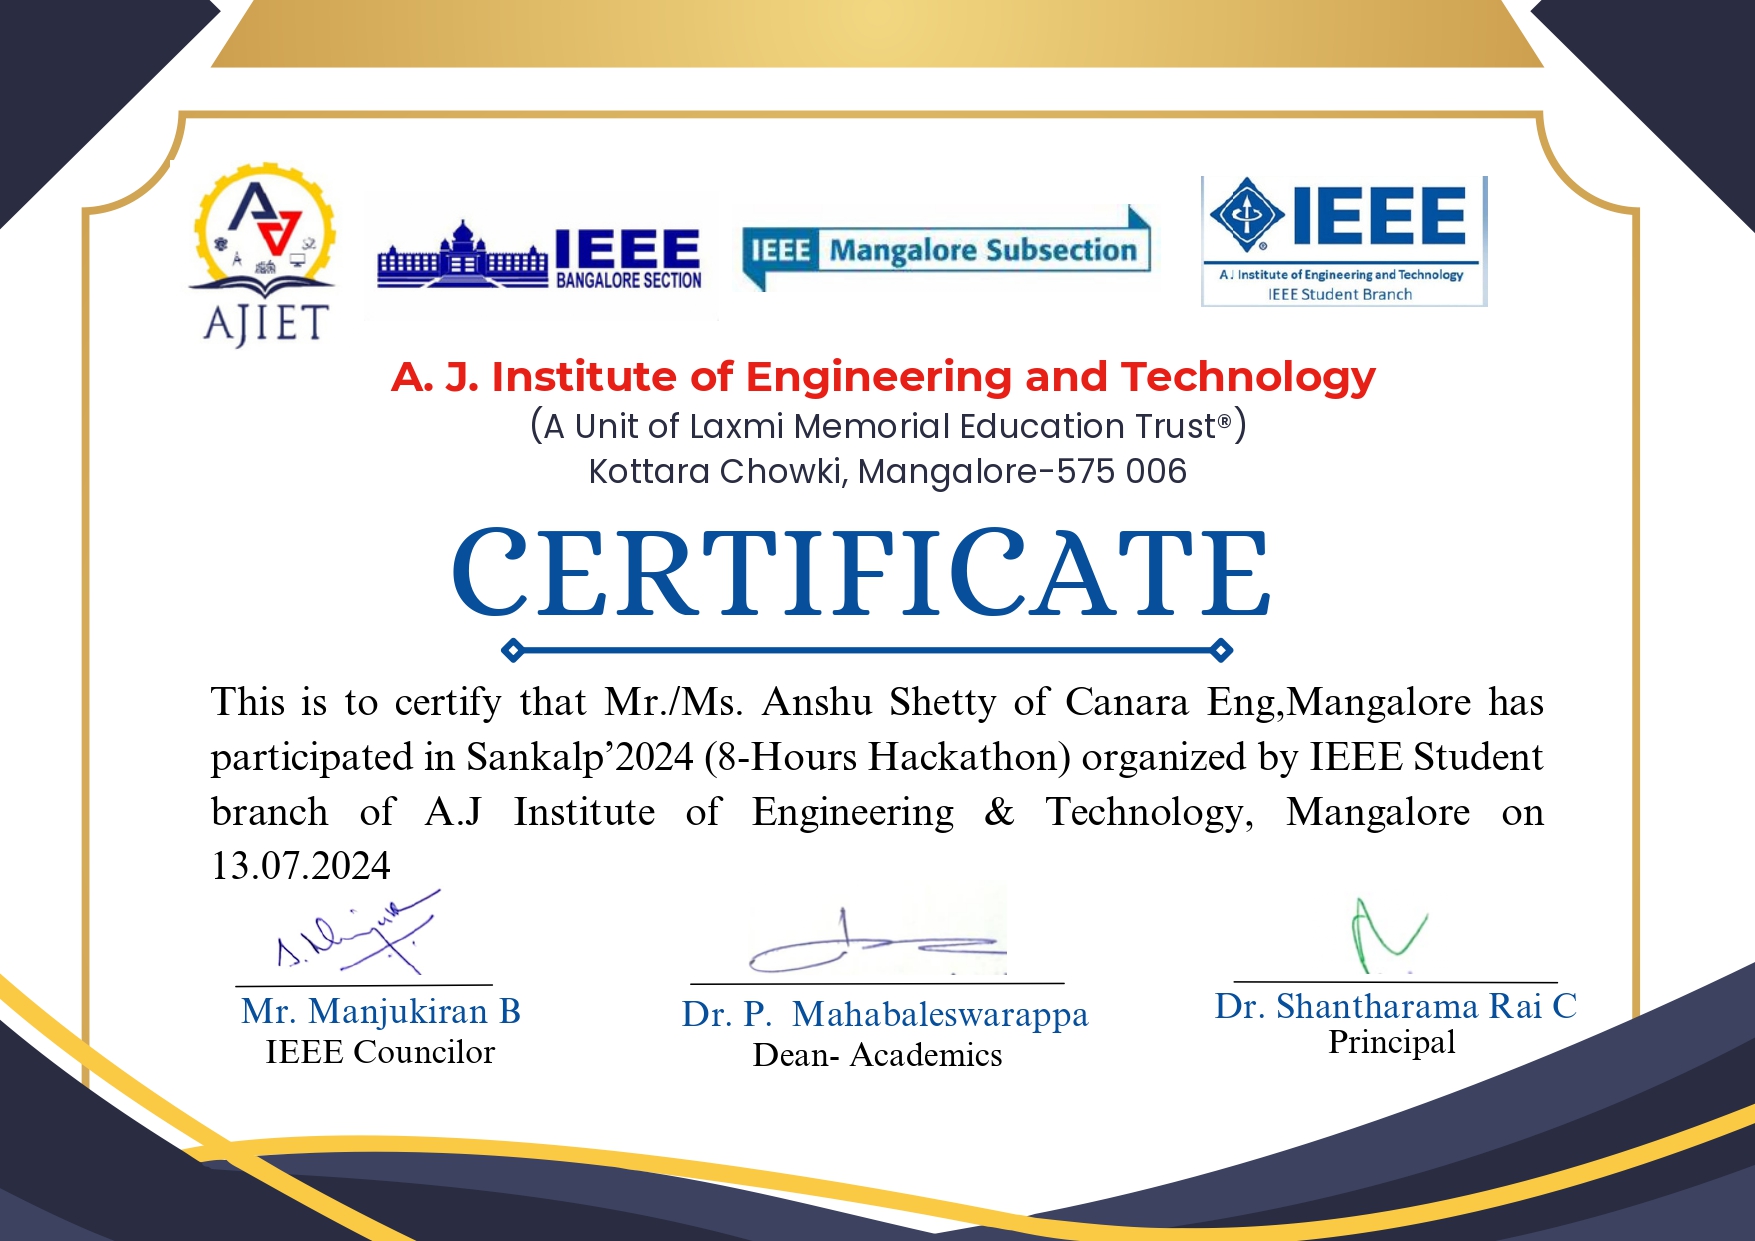 AJIET
IEEE
BANGALORE SECTION
IEEE Mangalore Subsection
IEEE
A J Institute of Engineering and Technology
IEEE Student Branch
A. J. Institute of Engineering and Technology
(A Unit of Laxmi Memorial Education Trust®)
Kottara Chowki, Mangalore-575 006
CERTIFICATE
This is to certify that Mr./Ms. Anshu Shetty of Canara Eng,Mangalore has
participated in Sankalp’2024 (8-Hours Hackathon) organized by IEEE Student
branch of A.J Institute of Engineering & Technology, Mangalore on
13.07.2024
Mr. Manjukiran B
IEEE Councilor
Dr. P. Mahabaleswarappa
Dean- Academics
Dr. Shantharama Rai C
Principal